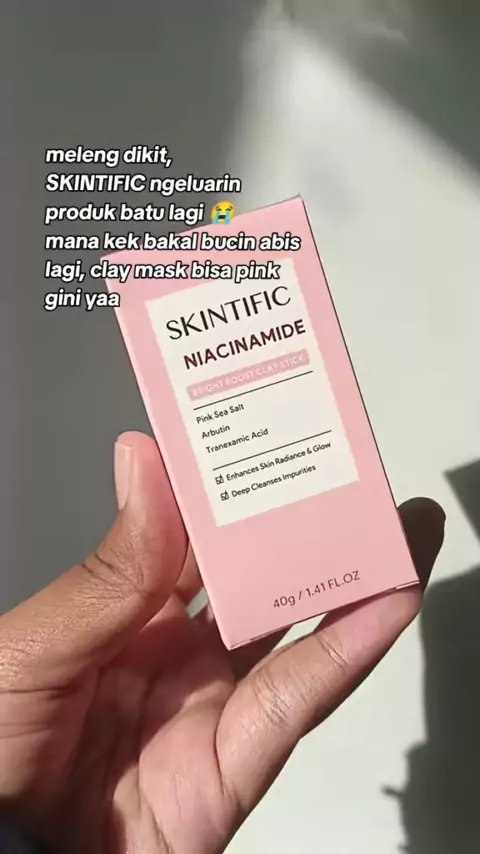 meleng dikit,
SKINTIFIC ngeluarin
produk batu lagi 😭
mana kek bakal bucin abis
lagi, clay mask bisa pink
gini yaa
SKINTIFIC
NIACINAMIDE
BRIGHT BOOST CLAY STICK
Pink Sea Salt
Arbutin
Tranexamic Acid
☑ Enhances Skin Radiance & Glow
☑ Deep Cleanses Impurities
40g / 1.41 FL.OZ